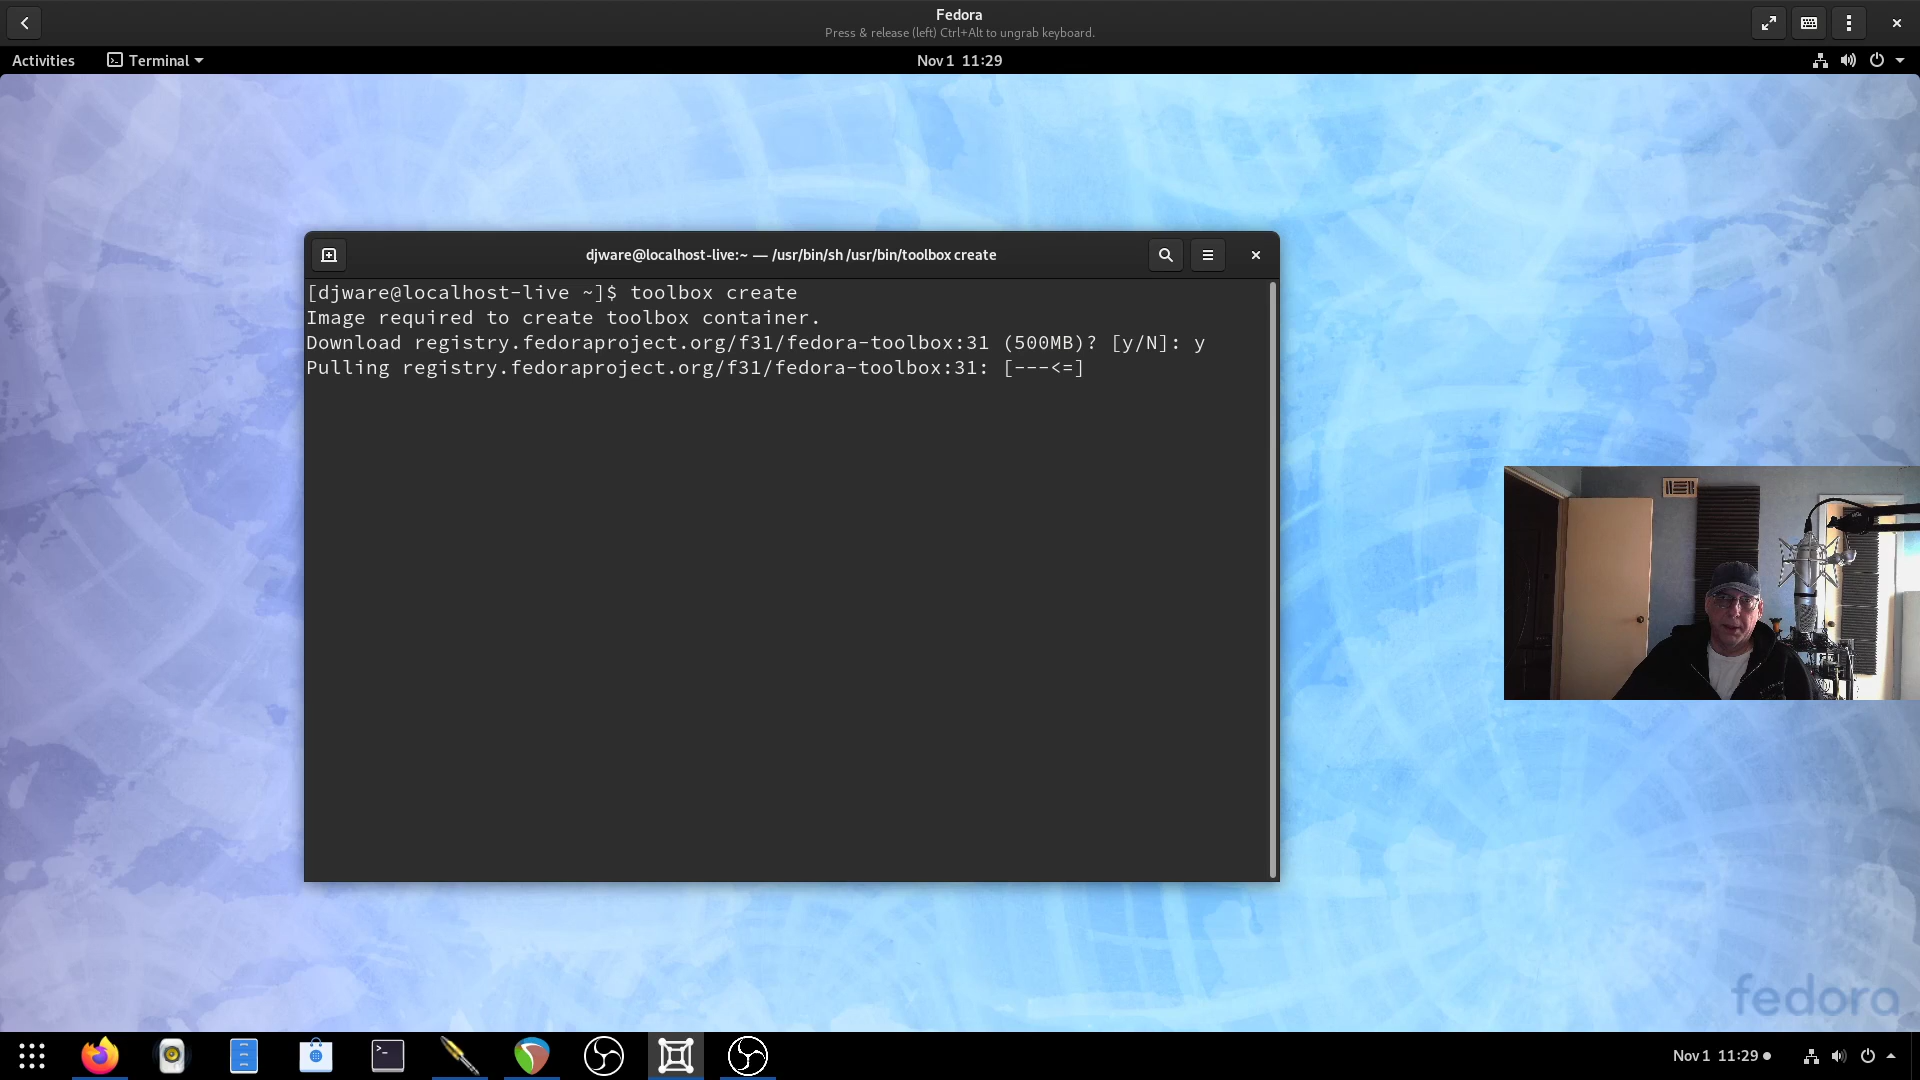 Fedora
Press & release (left) Ctrl+Alt to ungrab keyboard.
Activities
Terminal
Nov 1 11:29
djware@localhost-live:~ — /usr/bin/sh /usr/bin/toolbox create
[djware@localhost-live ~]$ toolbox create
Image required to create toolbox container.
Download registry.fedoraproject.org/f31/fedora-toolbox:31 (500MB)? [y/N]: y
Pulling registry.fedoraproject.org/f31/fedora-toolbox:31: [---<=]
fedora
Nov 1 11:29